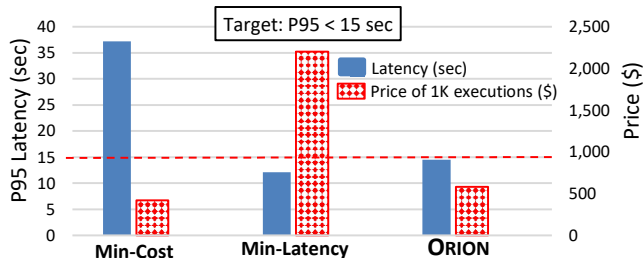 Target: P95 < 15 sec
P95 Latency (sec)
40
35
30
25
20
15
10
5
0
Latency (sec)
Price of 1K executions ($)
2,500
2,000
1,500
1,000
500
0
Price ($)
Min-Cost
Min-Latency
ORION